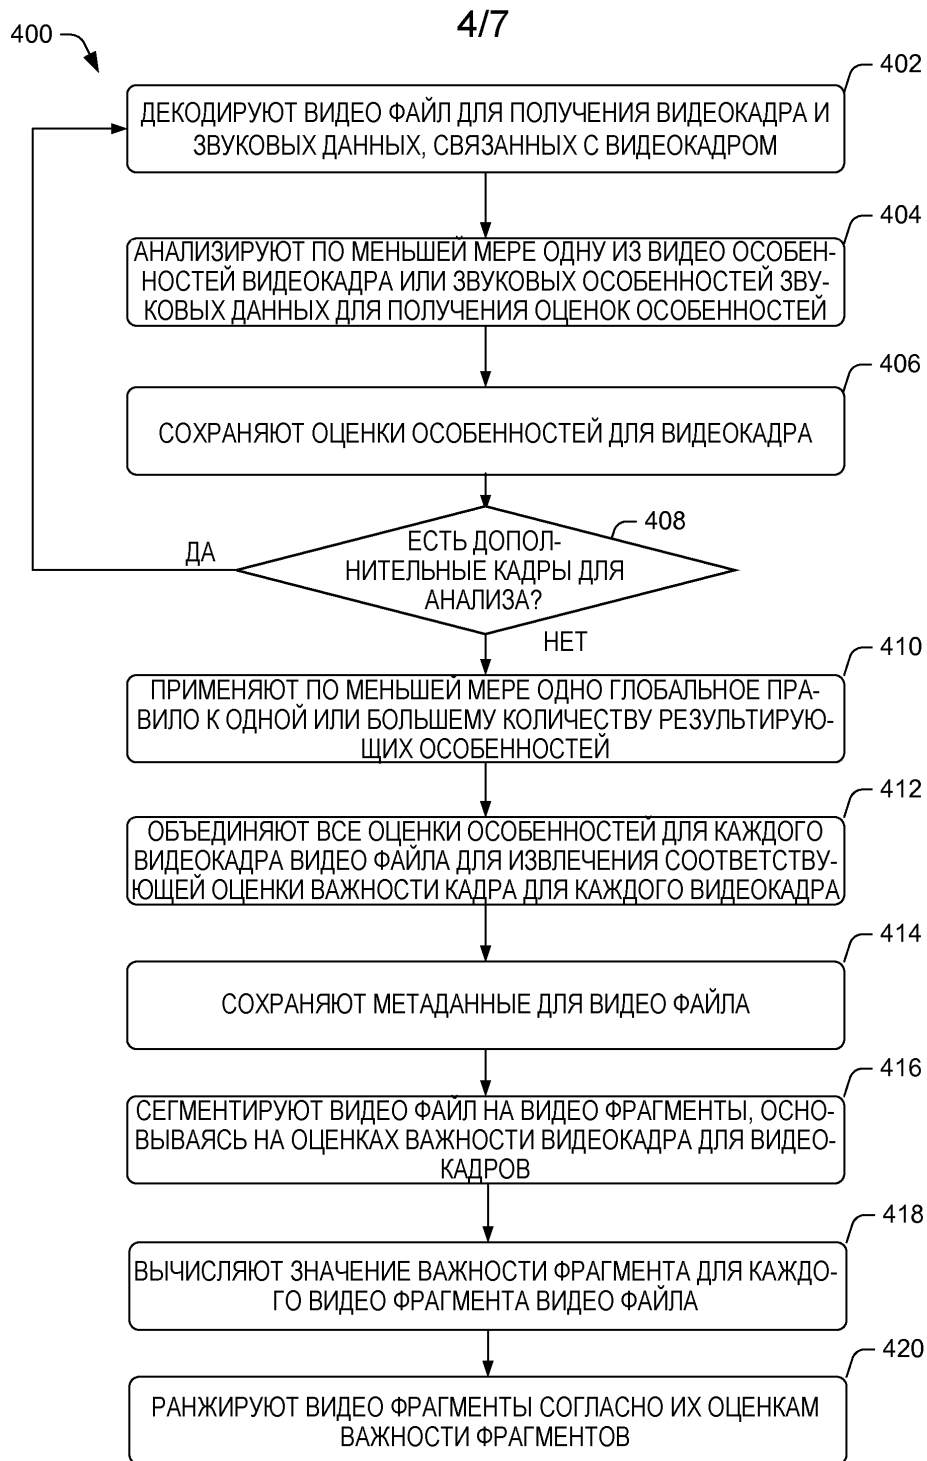 4/7
400
402
ДЕКОДИРУЮТ ВИДЕО ФАЙЛ ДЛЯ ПОЛУЧЕНИЯ ВИДЕОКАДРА И
ЗВУКОВЫХ ДАННЫХ, СВЯЗАННЫХ С ВИДЕОКАДРОМ
404
АНАЛИЗИРУЮТ ПО МЕНЬШЕЙ МЕРЕ ОДНУ ИЗ ВИДЕО ОСОБЕН-
НОСТЕЙ ВИДЕОКАДРА ИЛИ ЗВУКОВЫХ ОСОБЕННОСТЕЙ ЗВУ-
КОВЫХ ДАННЫХ ДЛЯ ПОЛУЧЕНИЯ ОЦЕНОК ОСОБЕННОСТЕЙ
406
СОХРАНЯЮТ ОЦЕНКИ ОСОБЕННОСТЕЙ ДЛЯ ВИДЕОКАДРА
408
ЕСТЬ ДОПОЛ-
НИТЕЛЬНЫЕ КАДРЫ ДЛЯ
АНАЛИЗА?
ДА
НЕТ
410
ПРИМЕНЯЮТ ПО МЕНЬШЕЙ МЕРЕ ОДНО ГЛОБАЛЬНОЕ ПРА-
ВИЛО К ОДНОЙ ИЛИ БОЛЬШЕМУ КОЛИЧЕСТВУ РЕЗУЛЬТИРУЮ-
ЩИХ ОСОБЕННОСТЕЙ
412
ОБЪЕДИНЯЮТ ВСЕ ОЦЕНКИ ОСОБЕННОСТЕЙ ДЛЯ КАЖДОГО
ВИДЕОКАДРА ВИДЕО ФАЙЛА ДЛЯ ИЗВЛЕЧЕНИЯ СООТВЕТСТВУ-
ЮЩЕЙ ОЦЕНКИ ВАЖНОСТИ КАДРА ДЛЯ КАЖДОГО ВИДЕОКАДРА
414
СОХРАНЯЮТ МЕТАДАННЫЕ ДЛЯ ВИДЕО ФАЙЛА
416
СЕГМЕНТИРУЮТ ВИДЕО ФАЙЛ НА ВИДЕО ФРАГМЕНТЫ, ОСНО-
ВЫВАЯСЬ НА ОЦЕНКАХ ВАЖНОСТИ ВИДЕОКАДРА ДЛЯ ВИДЕО-
КАДРОВ
418
ВЫЧИСЛЯЮТ ЗНАЧЕНИЕ ВАЖНОСТИ ФРАГМЕНТА ДЛЯ КАЖДО-
ГО ВИДЕО ФРАГМЕНТА ВИДЕО ФАЙЛА
420
РАНЖИРУЮТ ВИДЕО ФРАГМЕНТЫ СОГЛАСНО ИХ ОЦЕНКАМ
ВАЖНОСТИ ФРАГМЕНТОВ